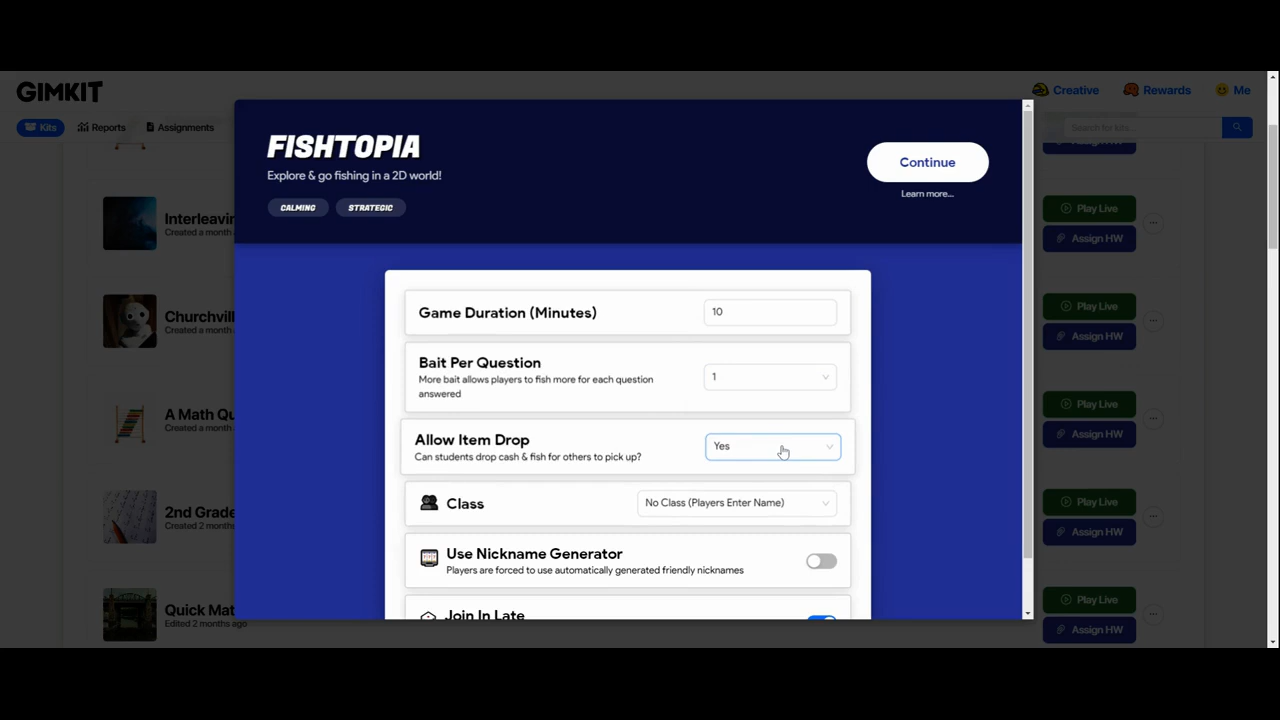 GIMKIT
Creative
Rewards
Me
Kits
Reports
Assignments
Search for kits...
FISHTOPIA
Explore & go fishing in a 2D world!
CALMING
STRATEGIC
Continue
Learn more...
Game Duration (Minutes)
10
Bait Per Question
More bait allows players to fish more for each question
answered
1
Allow Item Drop
Can students drop cash & fish for others to pick up?
Yes
Class
No Class (Players Enter Name)
Use Nickname Generator
Players are forced to use automatically generated friendly nicknames
Join In Late
Interleavin
Created a month a
Play Live
Assign HW
Churchvill
Created a month a
Play Live
Assign HW
A Math Qu
Created a month a
Play Live
Assign HW
2nd Grade
Created 2 months
Play Live
Assign HW
Quick Mat
Edited 2 months ago
Play Live
Assign HW